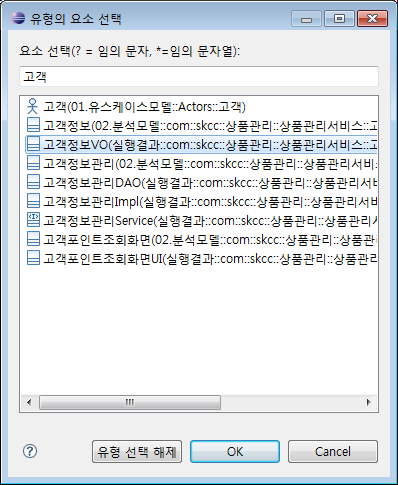 유형의 요소 선택
요소 선택(? = 임의 문자, *=임의 문자열):
고객
고객(01.유스케이스모델::Actors::고객)
고객정보(02.분석모델::com::skcc::상품관리::상품관리서비스::고
고객정보VO(실행결과::com::skcc::상품관리::상품관리서비스::고
고객정보관리(02.분석모델::com::skcc::상품관리::상품관리서비스
고객정보관리DAO(실행결과::com::skcc::상품관리::상품관리서비
고객정보관리Impl(실행결과::com::skcc::상품관리::상품관리서비
고객정보관리Service(실행결과::com::skcc::상품관리::상품관리서
고객포인트조회화면(02.분석모델::com::skcc::상품관리::상품관리
고객포인트조회화면UI(실행결과::com::skcc::상품관리::상품관리
유형 선택 해제
OK
Cancel